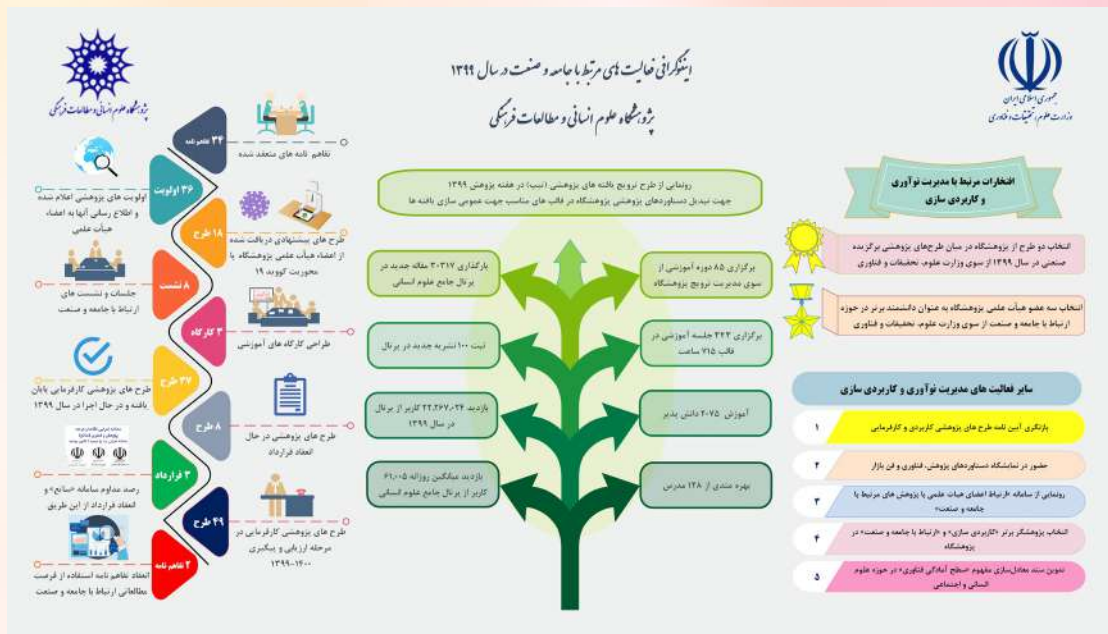 جمهوری اسلامی ایران
وزارت علوم، تحقیقات و فناوری
اینفوگرافی فعالیت های مرتبط با جامعه و صنعت در سال ۱۳۹۹
پژوهشگاه علوم انسانی و مطالعات فرهنگی
پژوهشگاه علوم انسانی و مطالعات فرهنگی
افتخارات مرتبط با مدیریت نوآوری
و کاربردی سازی
انتخاب دو طرح از پژوهشگاه در میان طرح‌های پژوهشی برگزیده
صنعتی در سال ۱۳۹۹ از سوی وزارت علوم، تحقیقات و فناوری
انتخاب سه عضو هیأت علمی پژوهشگاه به عنوان دانشمند برتر در حوزه
ارتباط با جامعه و صنعت از سوی وزارت علوم، تحقیقات و فناوری
سایر فعالیت های مدیریت نوآوری و کاربردی سازی
۱ بازنگری آیین نامه طرح های پژوهشی کاربردی و کارفرمایی
۲ حضور در نمایشگاه دستاوردهای پژوهش، فناوری و فن بازار
۳ رونمایی از سامانه «ارتباط اعضای هیات علمی با پژوهش های مرتبط با
جامعه و صنعت»
۴ انتخاب پژوهشگر برتر «کاربردی سازی» و «ارتباط با جامعه و صنعت» در
پژوهشگاه
۵ تدوین سند معادل‌سازی مفهوم «سطح آمادگی فناوری» در حوزه علوم
انسانی و اجتماعی
رونمایی از طرح ترویج یافته های پژوهشی (تیپ) در هفته پژوهش ۱۳۹۹
جهت تبدیل دستاوردهای پژوهشی پژوهشگاه در قالب های مناسب جهت عمومی سازی یافته ها
برگزاری ۸۵ دوره آموزشی از
سوی مدیریت ترویج پژوهشگاه
برگزاری ۴۴۳ جلسه آموزشی در
قالب ۷۱۵ ساعت
آموزش ۲۰۷۵ دانش پذیر
بهره مندی از ۱۲۸ مدرس
بارگذاری ۳۰۳۱۷ مقاله جدید در
پرتال جامع علوم انسانی
ثبت ۱۰۰ نشریه جدید در پرتال
بازدید ۲۲,۲۶۷,۰۲۴ کاربر از پرتال
در سال ۱۳۹۹
بازدید میانگین روزانه ۶۱,۰۰۵
کاربر از پرتال جامع علوم انسانی
۳۴ تفاهم نامه
تفاهم نامه های منعقد شده
۳۶ اولویت
اولویت های پژوهشی اعلام شده
و اطلاع رسانی آنها به اعضاء
هیأت علمی
۱۸ طرح
طرح های پیشنهادی دریافت شده
از اعضاء هیأت علمی پژوهشگاه با
محوریت کووید ۱۹
۸ نشست
جلسات و نشست های
ارتباط با جامعه و صنعت
۳ کارگاه
طراحی کارگاه های آموزشی
۲۷ طرح
طرح های پژوهشی کارفرمایی پایان
یافته و در حال اجرا در سال ۱۳۹۹
۸ طرح
طرح های پژوهشی در حال
انعقاد قرارداد
۳ قرارداد
رصد مداوم سامانه «ساتع» و
انعقاد قرارداد از این طریق
۴۹ طرح
طرح های پژوهشی کارفرمایی در
مرحله ارزیابی و پیگیری
۱۳۹۹-۱۴۰۰
۲ تفاهم نامه
انعقاد تفاهم نامه استفاده از فرصت
مطالعاتی ارتباط با جامعه و صنعت